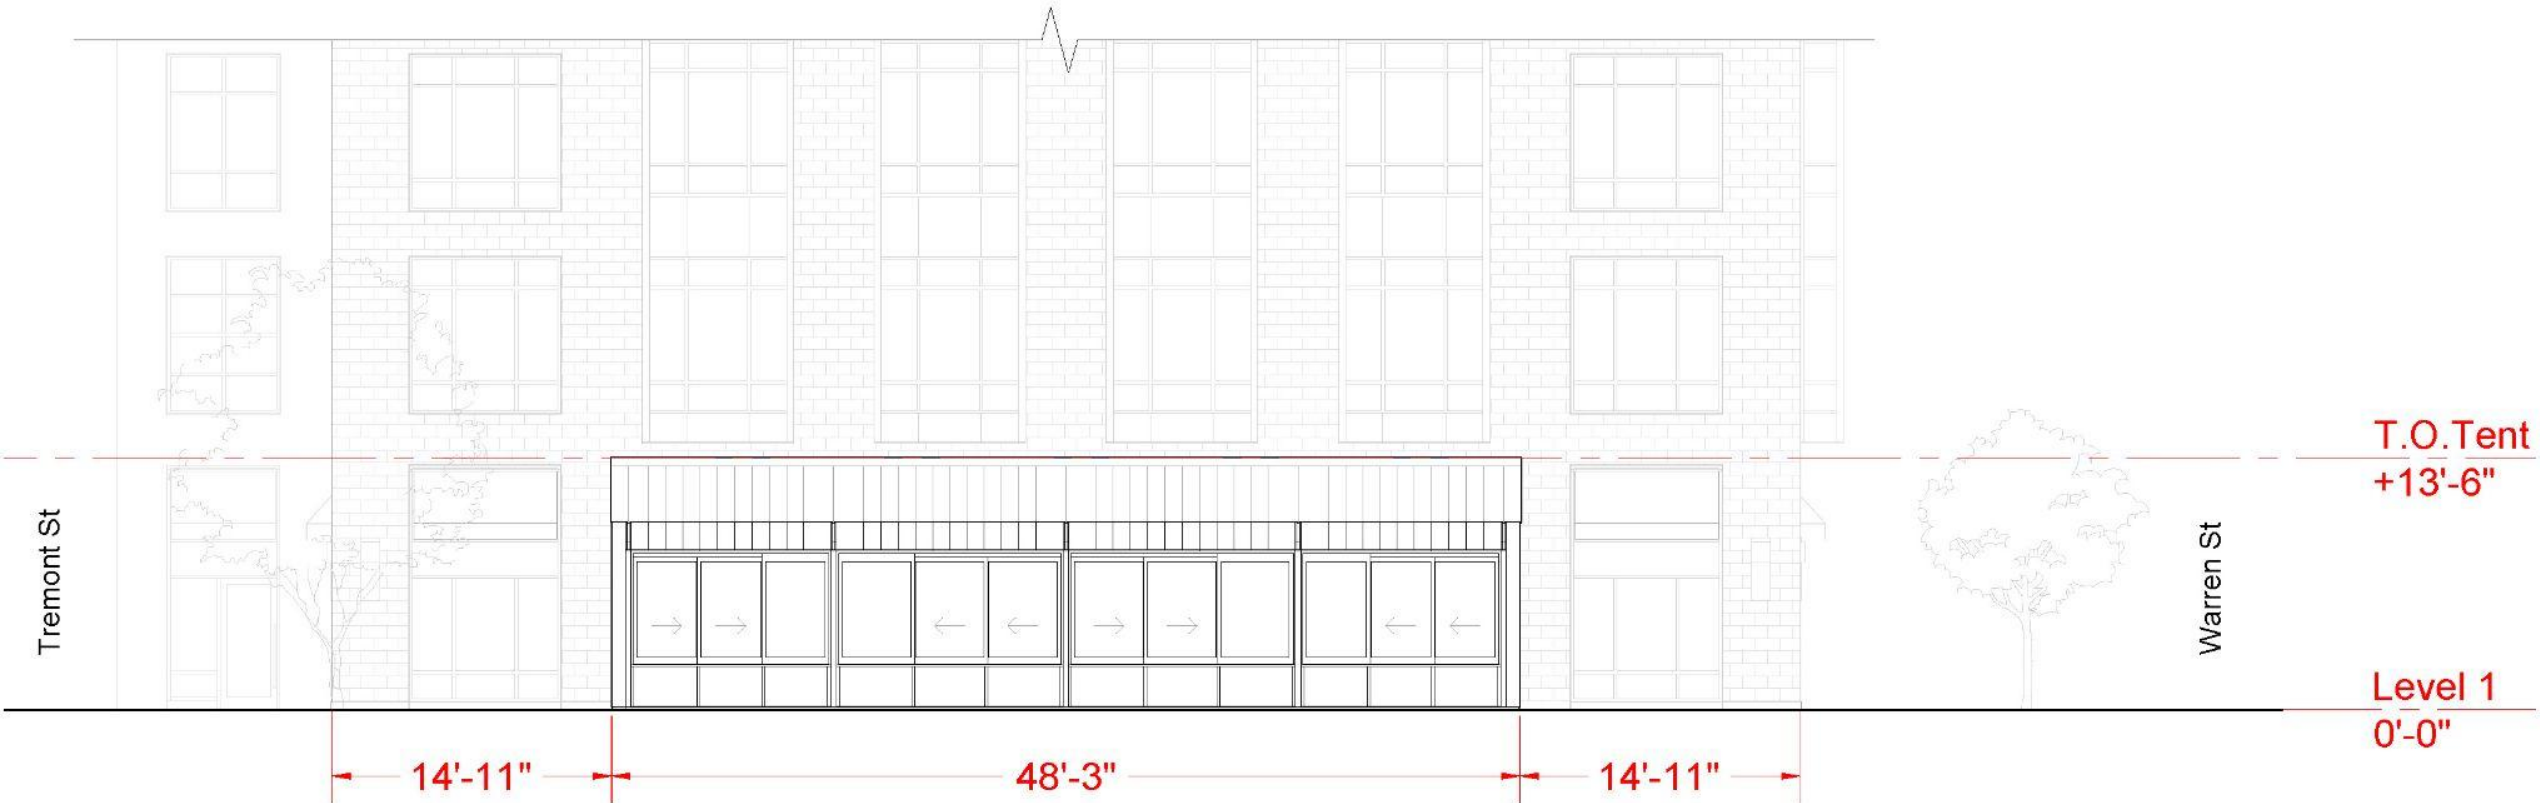 T.O.Tent
+13'-6"
Tremont St
Warren St
Level 1
0'-0"
14'-11"
48'-3"
14'-11"